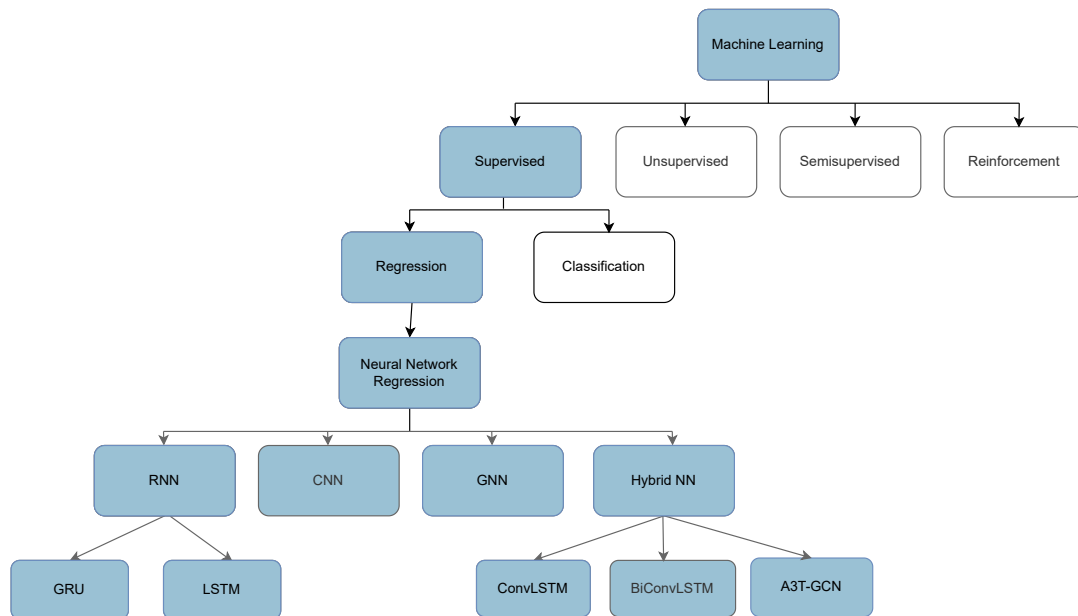 Machine Learning
Supervised
Unsupervised
Semisupervised
Reinforcement
Regression
Classification
Neural Network
Regression
RNN
CNN
GNN
Hybrid NN
GRU
LSTM
ConvLSTM
BiConvLSTM
A3T-GCN